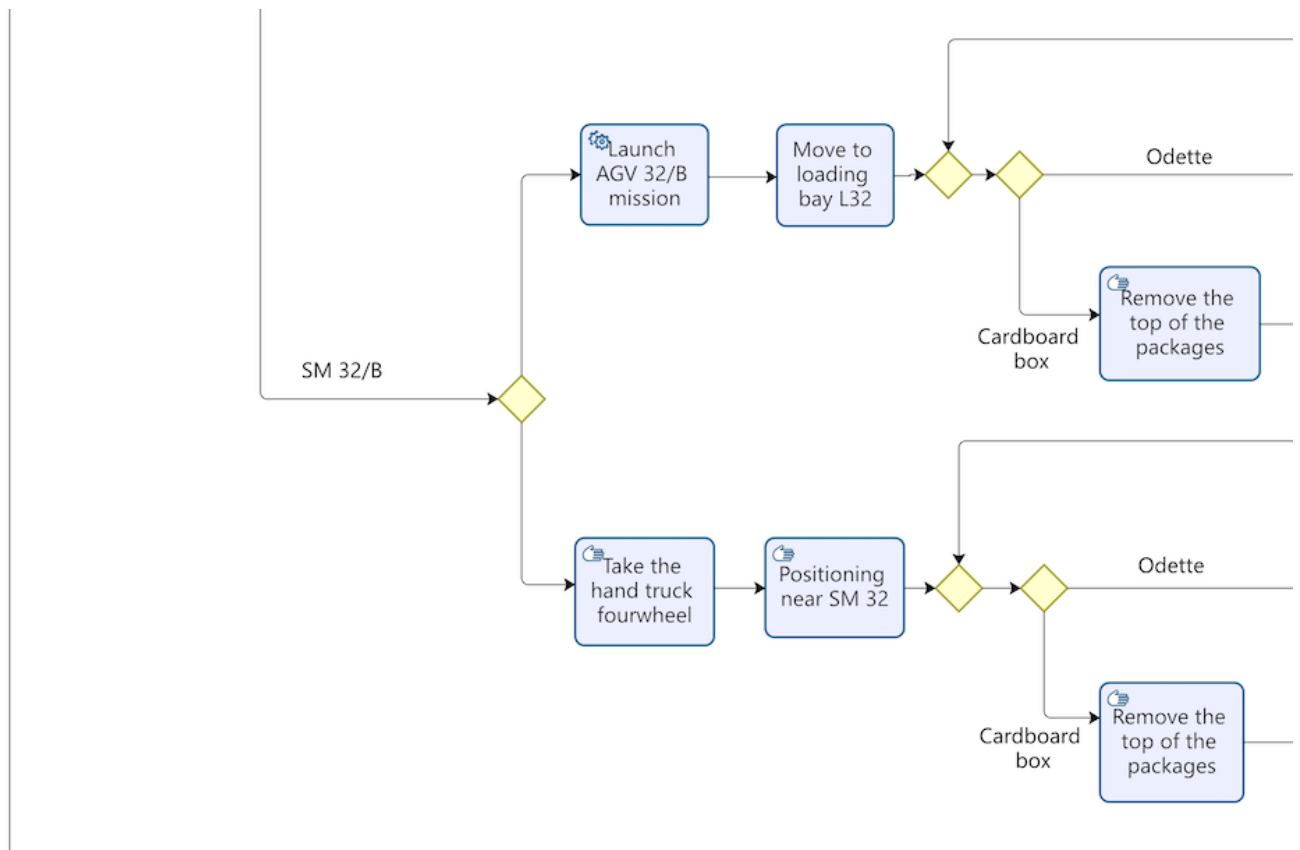 Launch
AGV 32/B
mission
Move to
loading
bay L32
Odette
Remove the
top of the
packages
Cardboard
box
SM 32/B
Take the
hand truck
fourwheel
Positioning
near SM 32
Odette
Remove the
top of the
packages
Cardboard
box